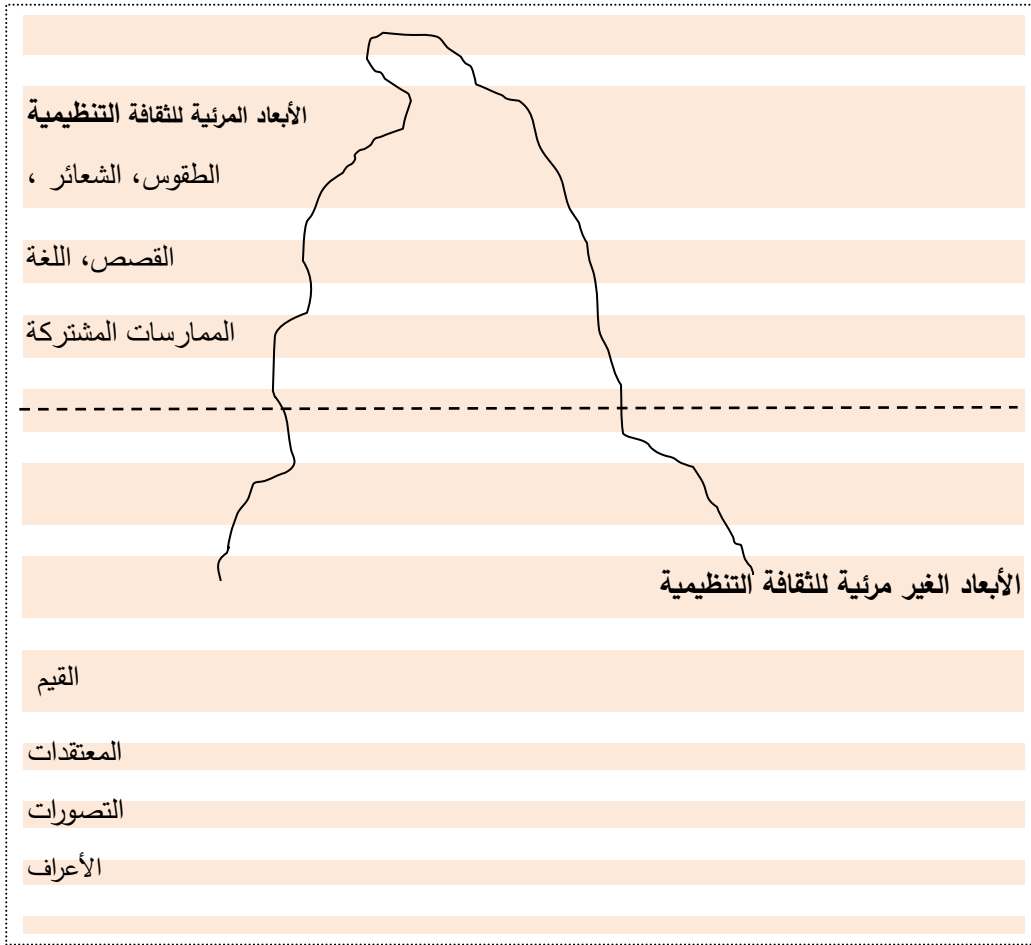 الأبعاد المرئية للثقافة التنظيمية
الطقوس، الشعائر ،
القصص، اللغة
الممارسات المشتركة
الأبعاد الغير مرئية للثقافة التنظيمية
القيم
المعتقدات
التصورات
الأعراف